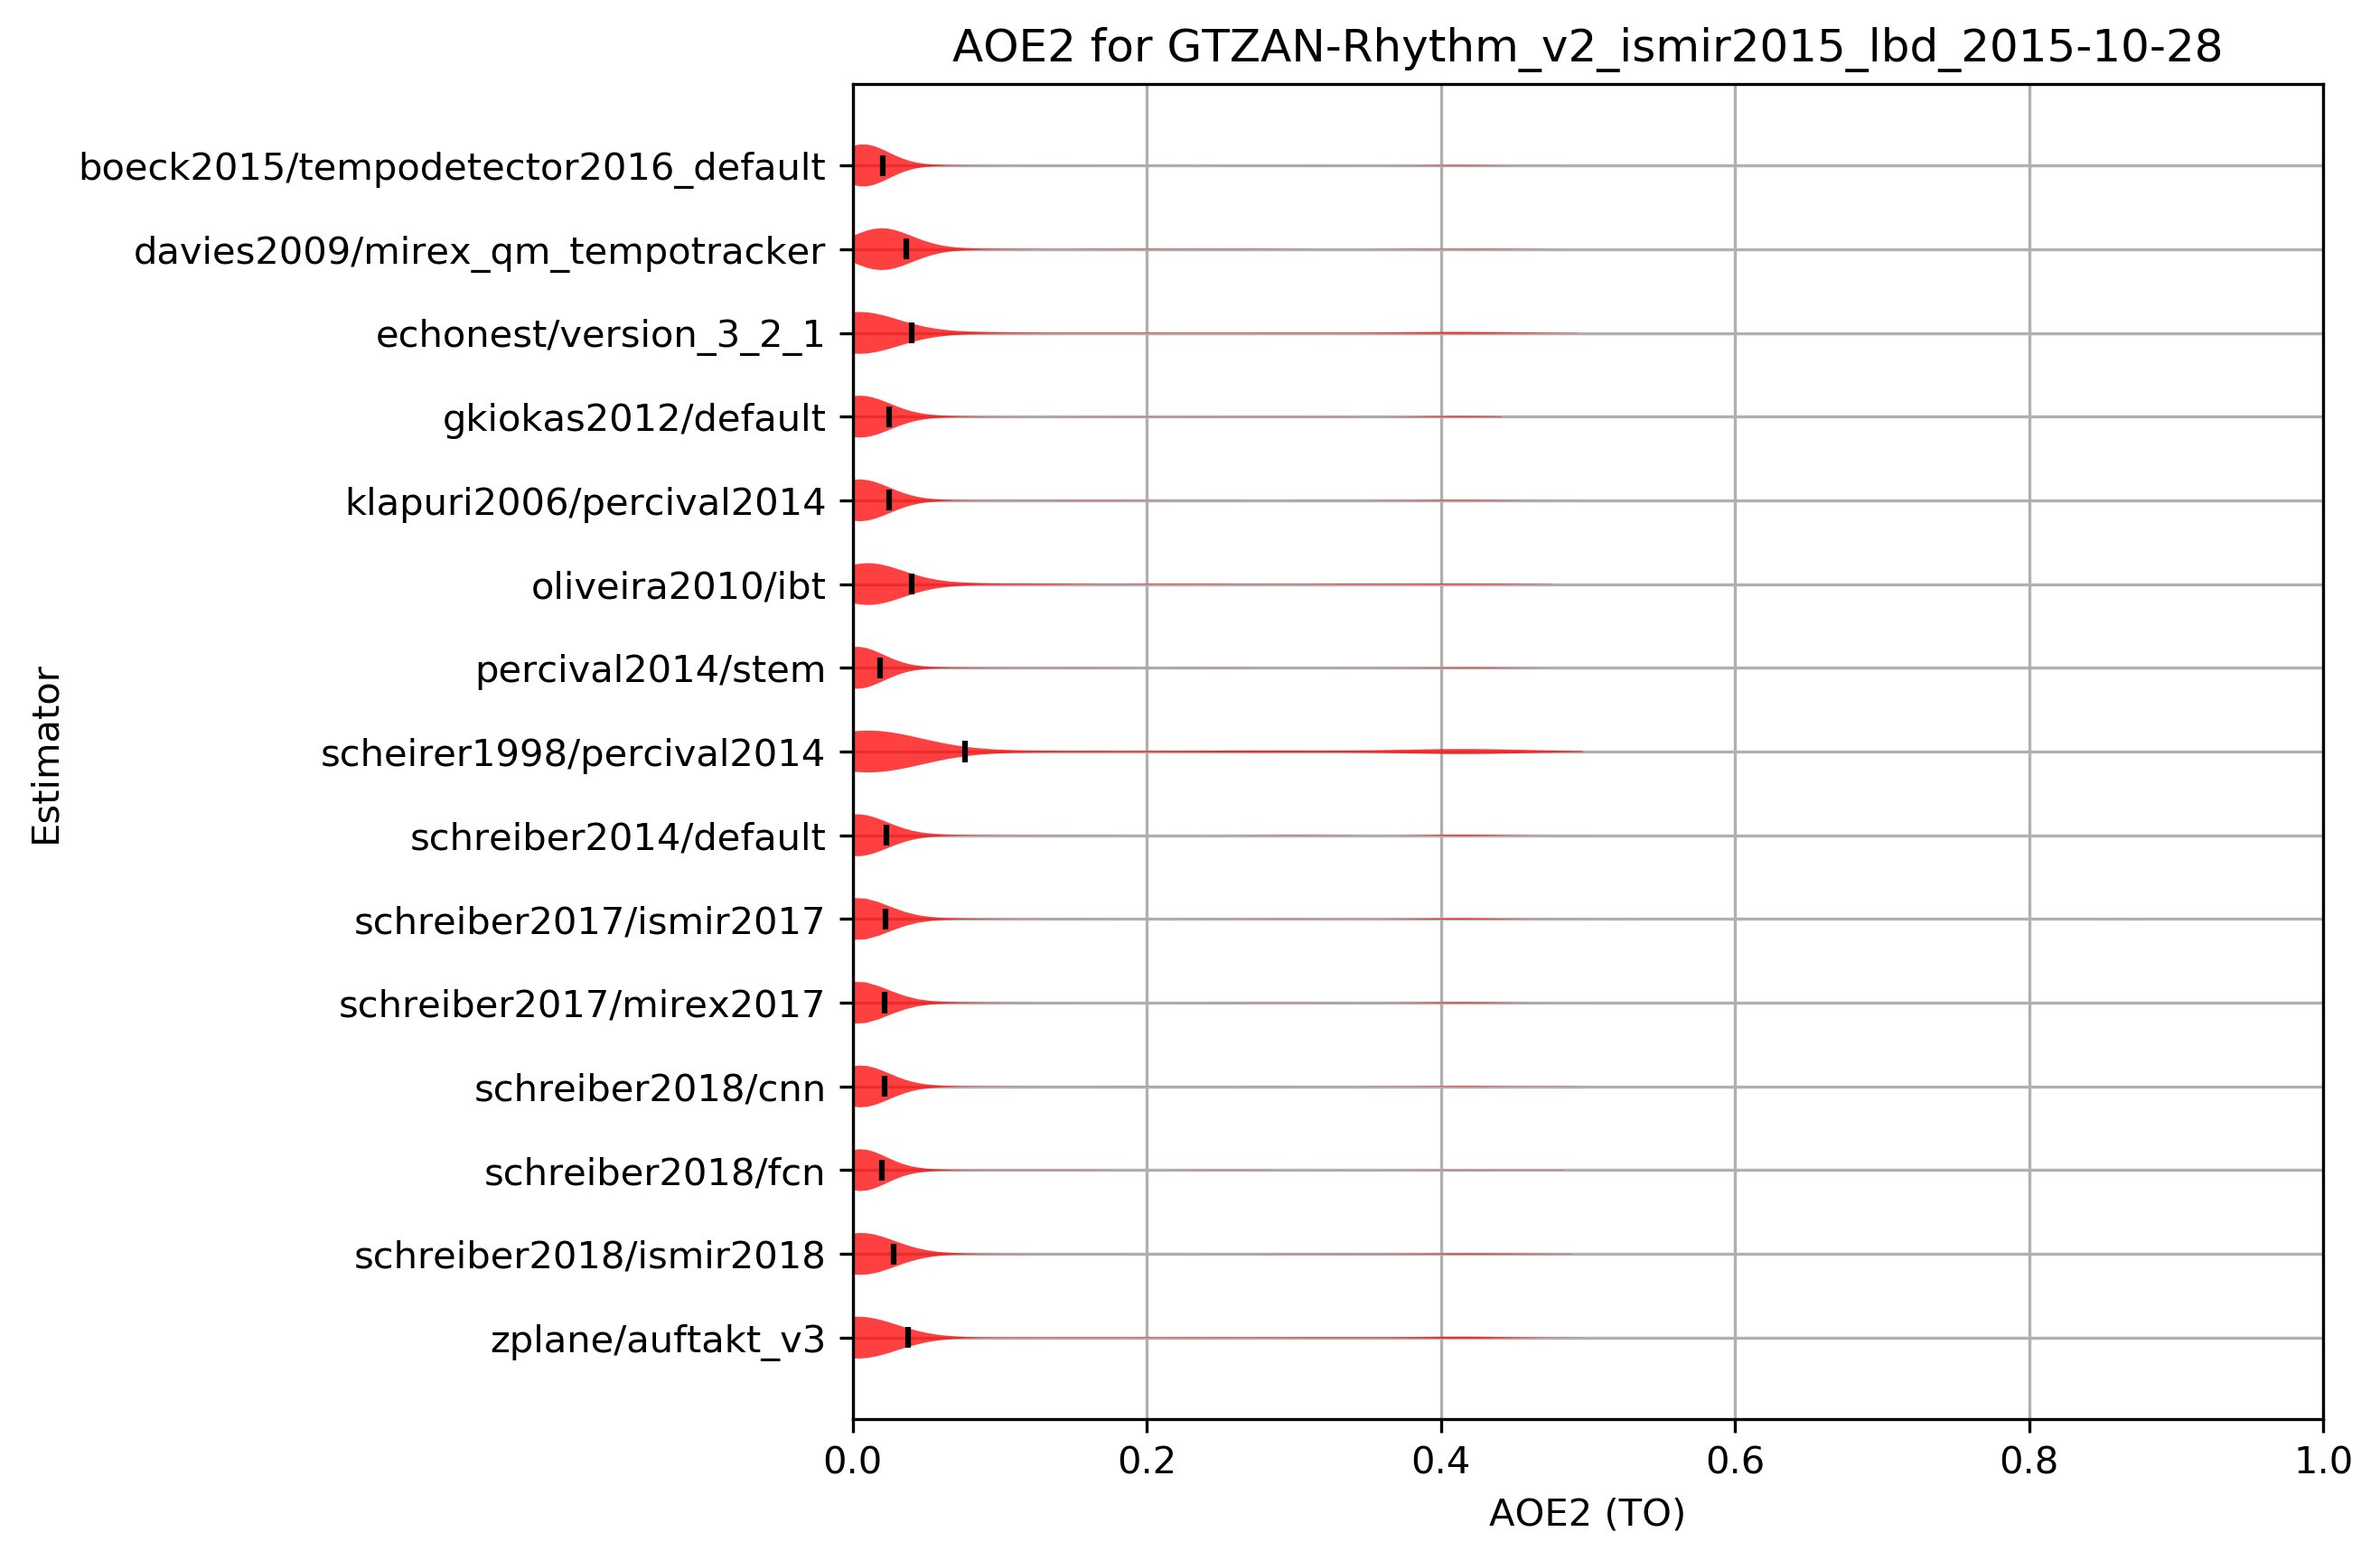 AOE2 for GTZAN-Rhythm_v2_ismir2015_lbd_2015-10-28
boeck2015/tempodetector2016_default
davies2009/mirex_qm_tempotracker
echonest/version_3_2_1
gkiokas2012/default
klapuri2006/percival2014
oliveira2010/ibt
percival2014/stem
scheirer1998/percival2014
schreiber2014/default
schreiber2017/ismir2017
schreiber2017/mirex2017
schreiber2018/cnn
schreiber2018/fcn
schreiber2018/ismir2018
zplane/auftakt_v3
Estimator
0.0 0.2 0.4 0.6 0.8 1.0
AOE2 (TO)